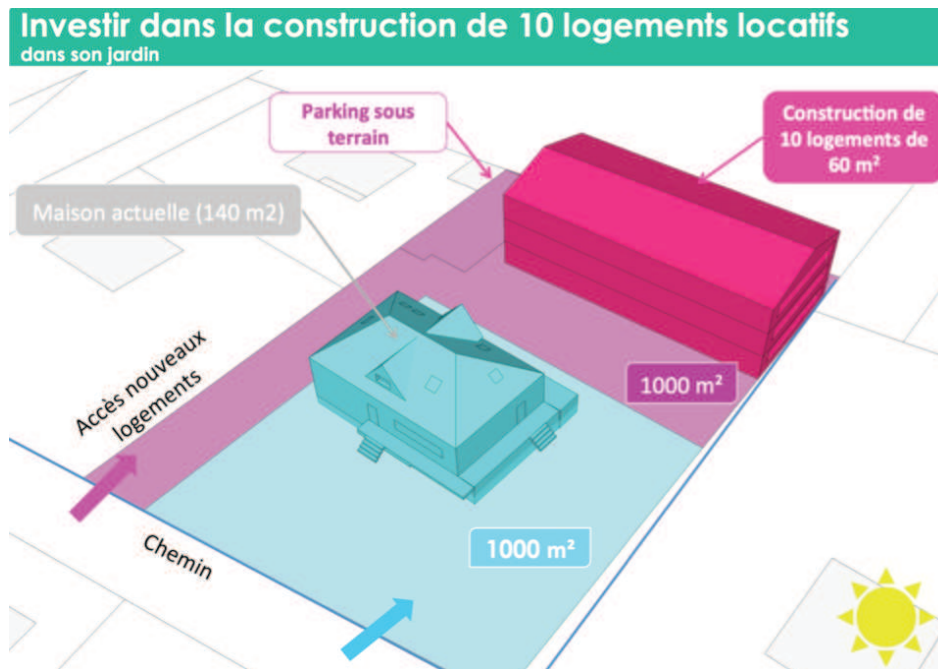 Investir dans la construction de 10 logements locatifs
dans son jardin
Parking sous
terrain
Construction de
10 logements de
60 m²
Maison actuelle (140 m2)
Accès nouveaux
logements
1000 m²
Chemin
1000 m²